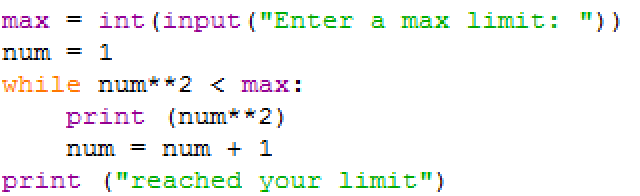 max = int(input("Enter a max limit: "))
num = 1
while num**2 < max:
    print (num**2)
    num = num + 1
print ("reached your limit")